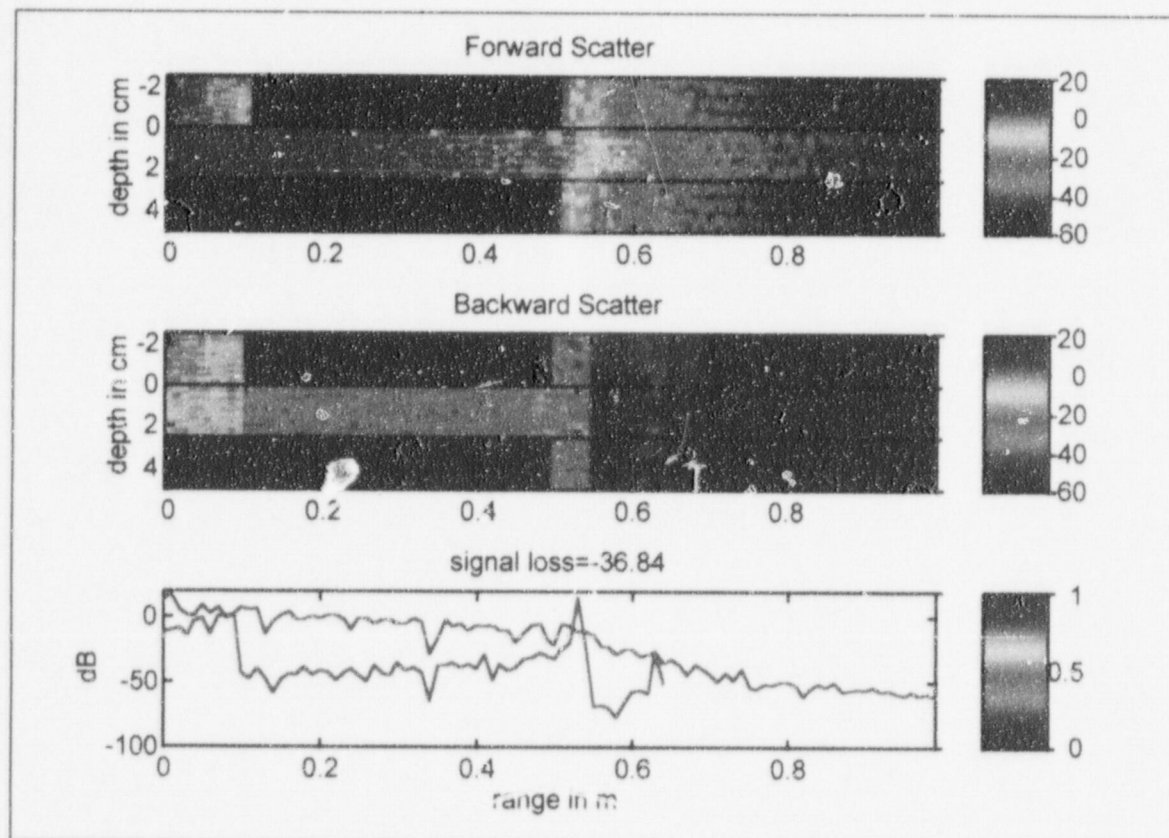 Forward Scatter
depth in cm
-2
0
2
4
0 0.2 0.4 0.6 0.8
20
0
-20
-40
60
Backward Scatter
depth in cm
-2
0
2
4
0 0.2 0.4 0.6 0.8
20
0
-20
-40
-60
signal loss=-36.84
dB
0
-50
-100
0 0.2 0.4 0.6 0.8
range in m
1
0.5
0